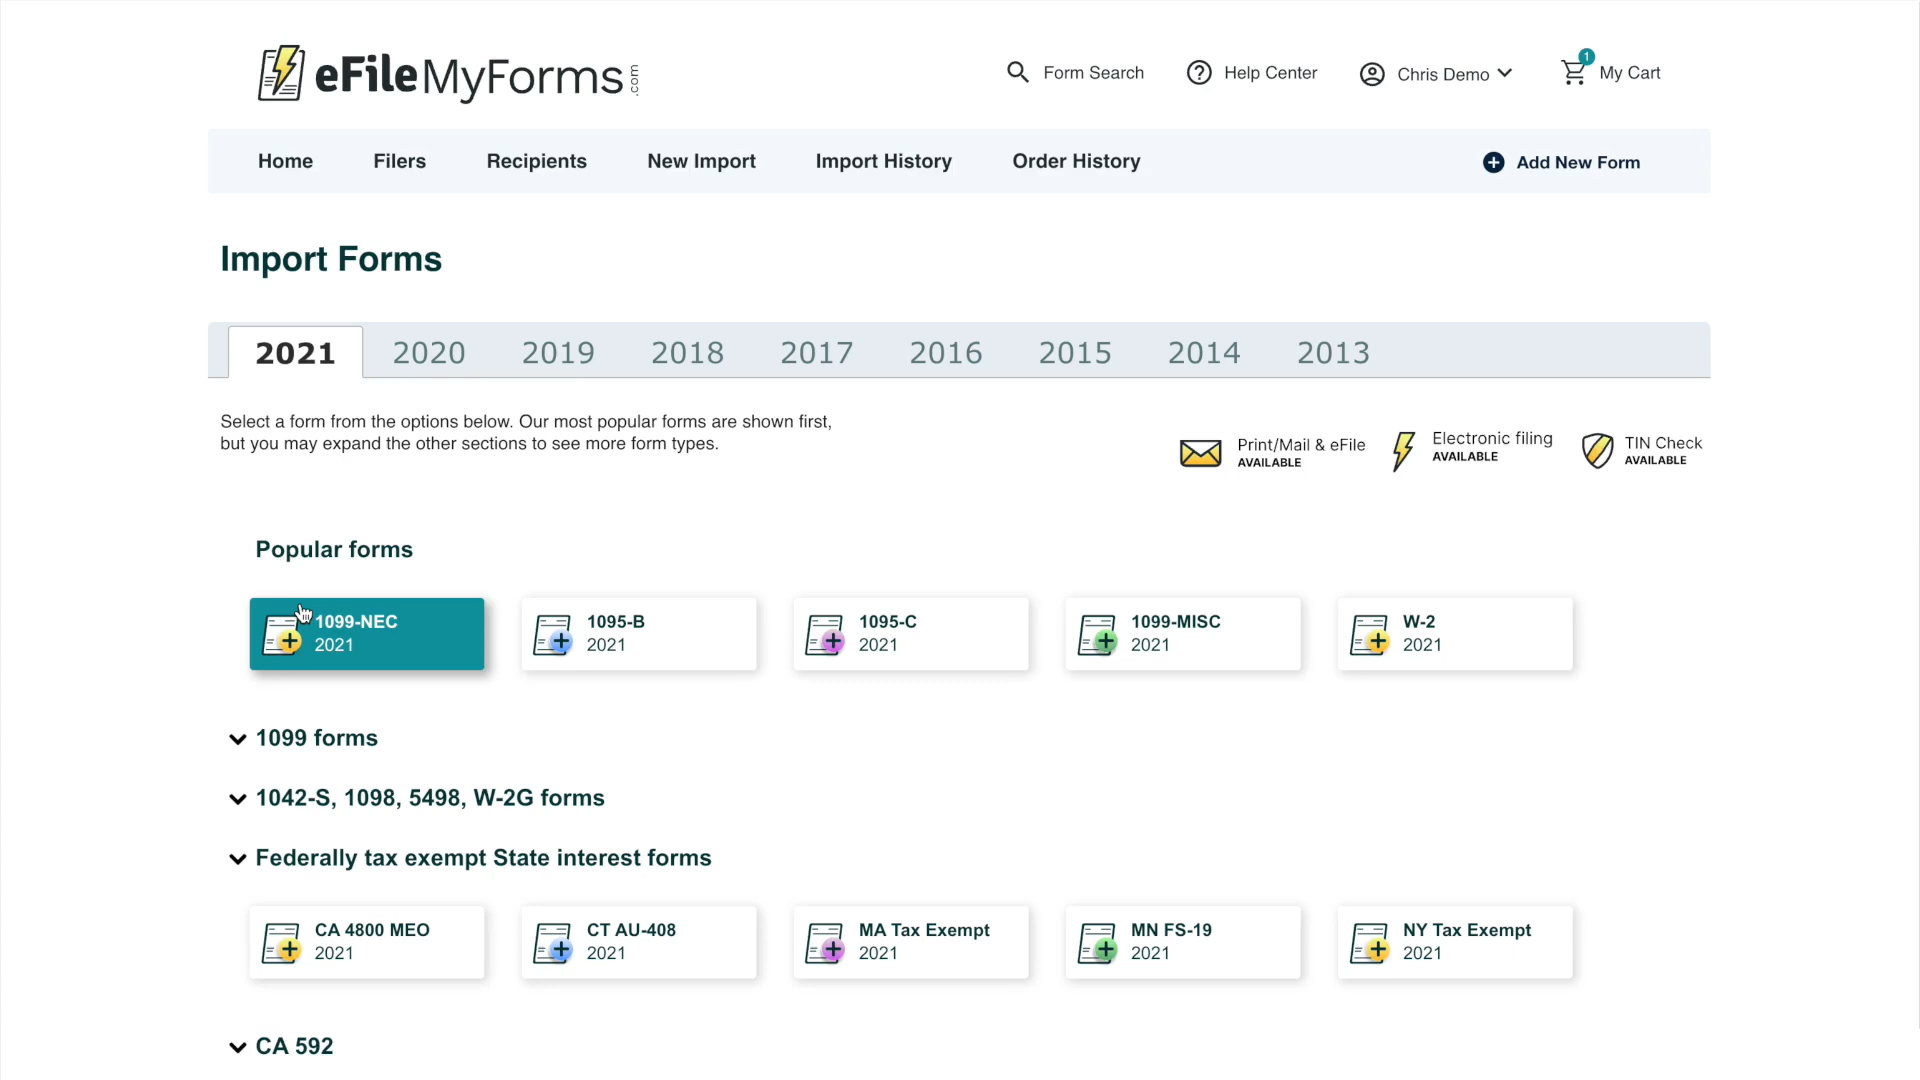 eFileMyForms.com
Form Search
Help Center
Chris Demo
1
My Cart
Home
Filers
Recipients
New Import
Import History
Order History
Add New Form
Import Forms
2021
2020
2019
2018
2017
2016
2015
2014
2013
Select a form from the options below. Our most popular forms are shown first,
but you may expand the other sections to see more form types.
Print/Mail & eFile
AVAILABLE
Electronic filing
AVAILABLE
TIN Check
AVAILABLE
Popular forms
1099-NEC
2021
1095-B
2021
1095-C
2021
1099-MISC
2021
W-2
2021
1099 forms
1042-S, 1098, 5498, W-2G forms
Federally tax exempt State interest forms
CA 4800 MEO
2021
CT AU-408
2021
MA Tax Exempt
2021
MN FS-19
2021
NY Tax Exempt
2021
CA 592